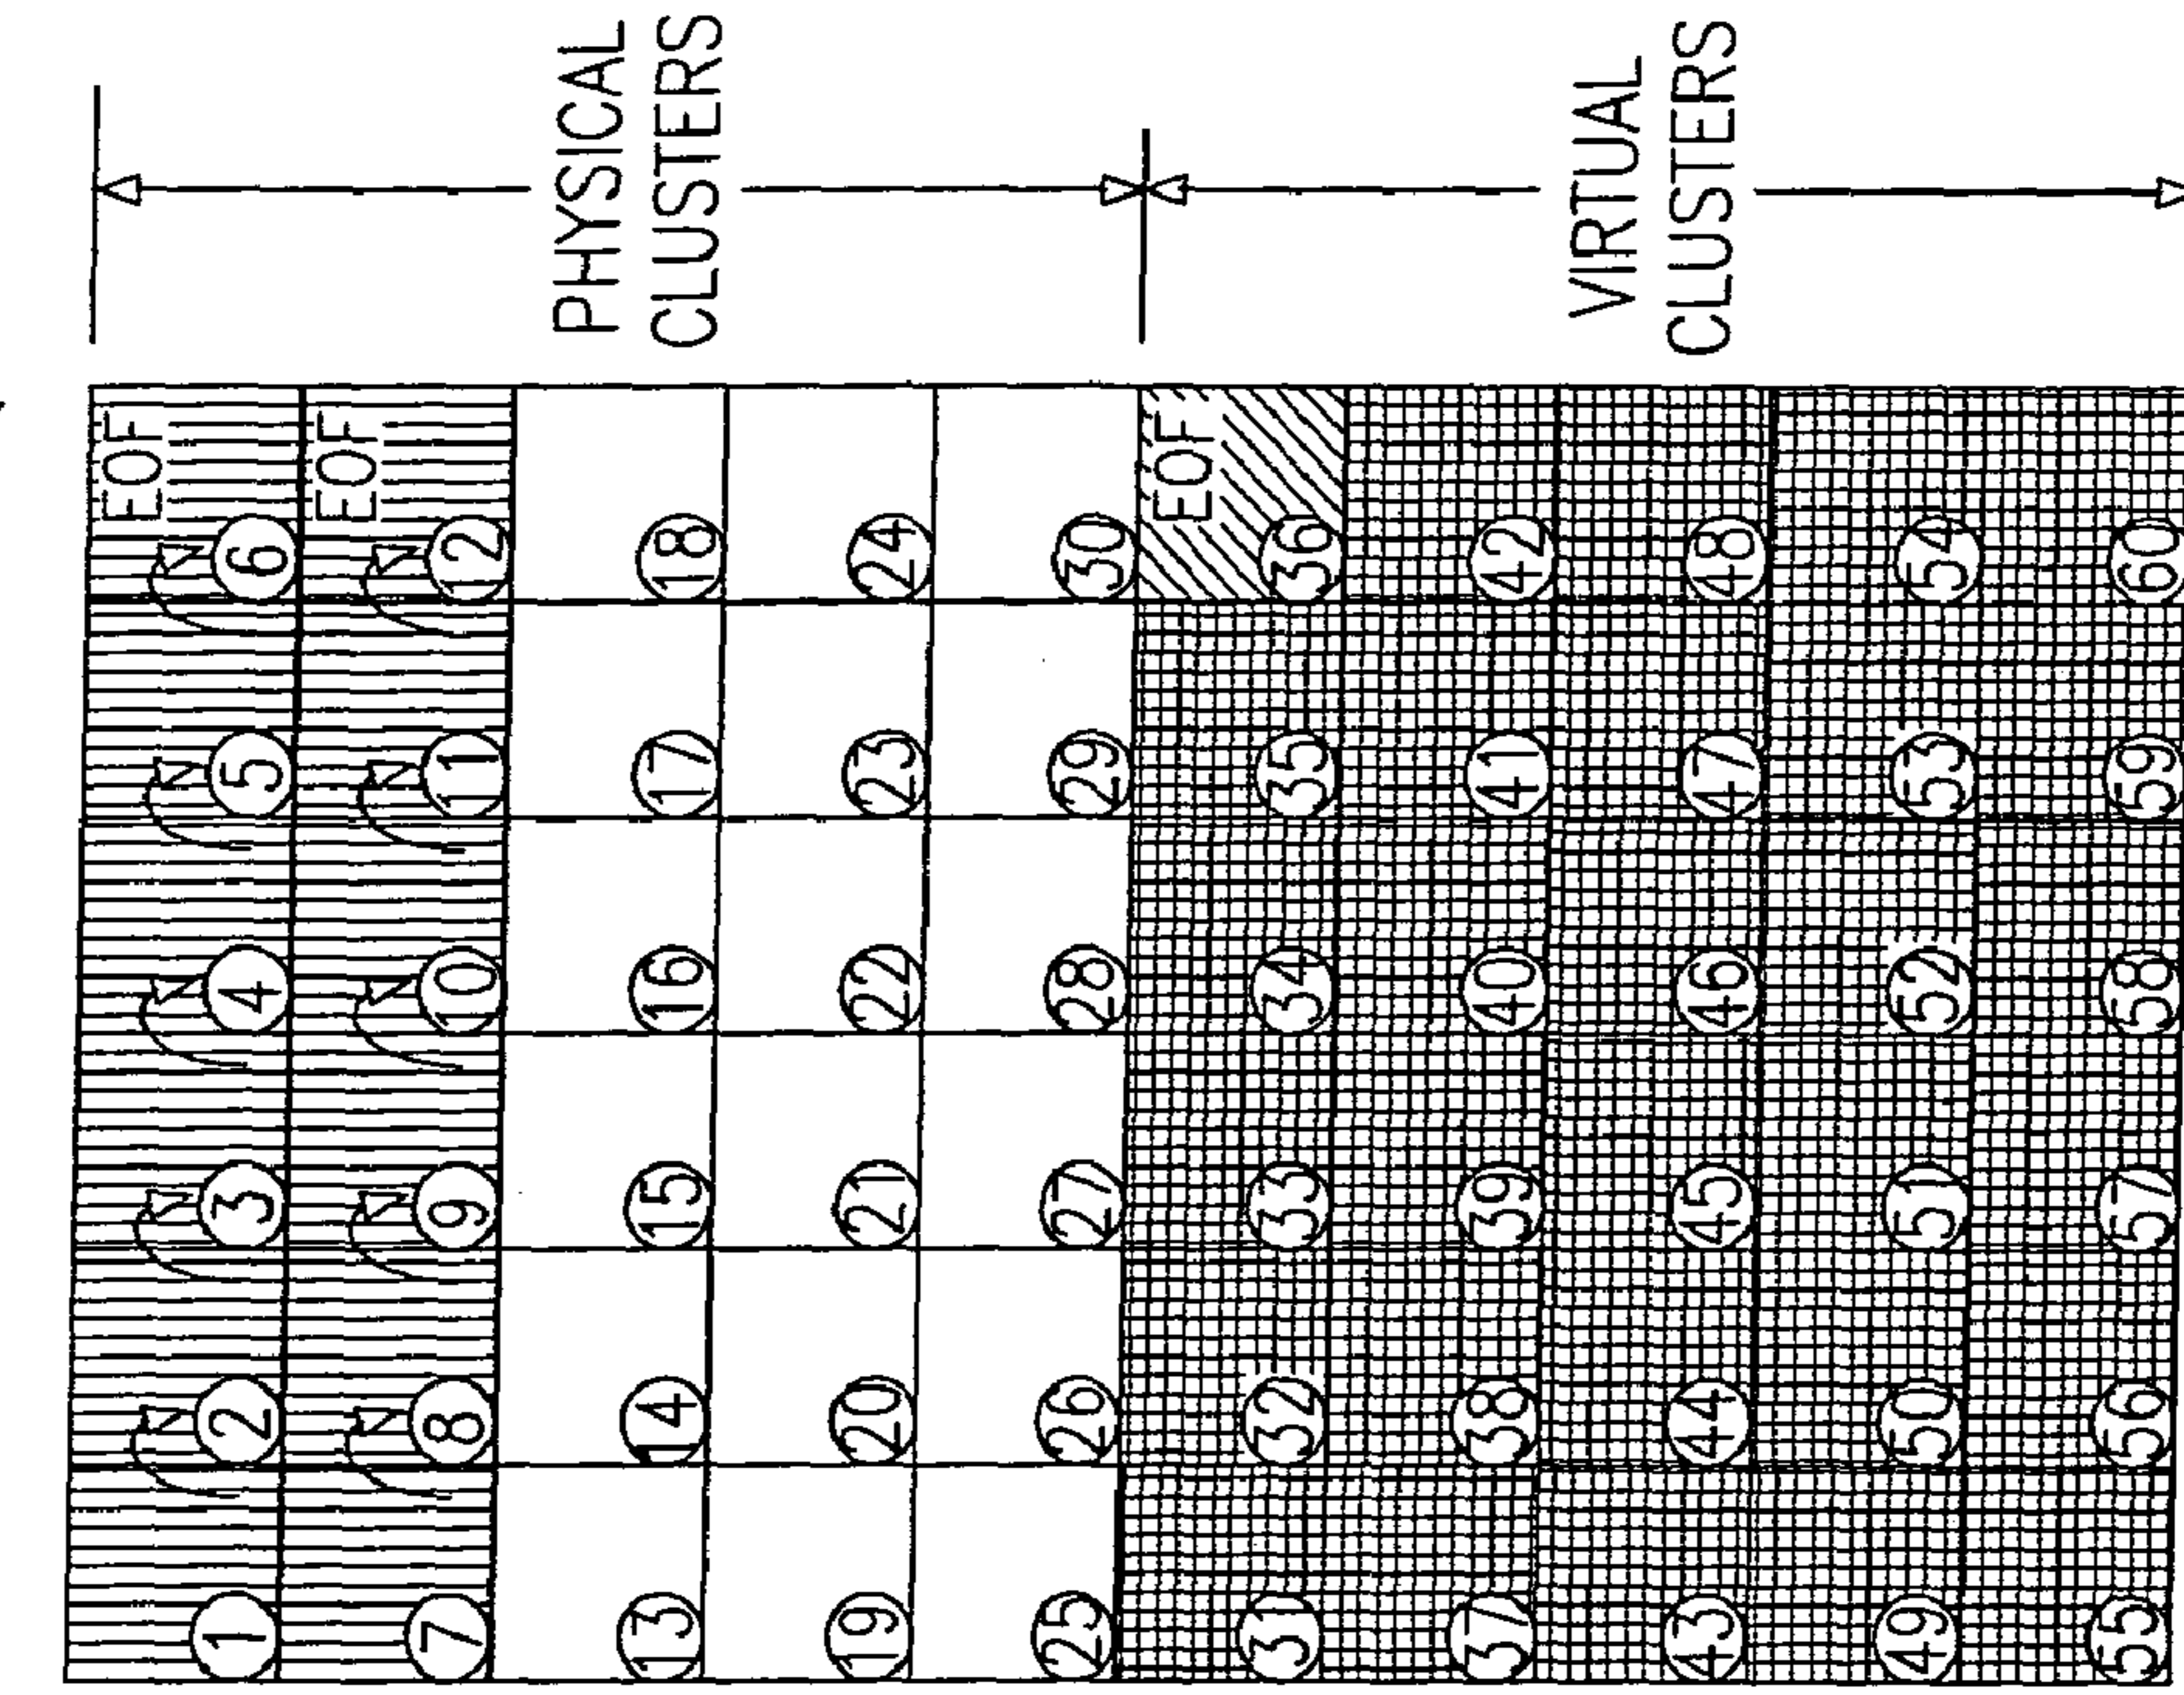 EOF
1 2 3 4 5 6
EOF
7 8 9 10 11 12
13 14 15 16 17 18
19 20 21 22 23 24
25 26 27 28 29 30
EOF
31 32 33 34 35 36
37 38 39 40 41 42
43 44 45 46 47 48
49 50 51 52 53 54
55 56 57 58 59 60
PHYSICAL
CLUSTERS
VIRTUAL
CLUSTERS